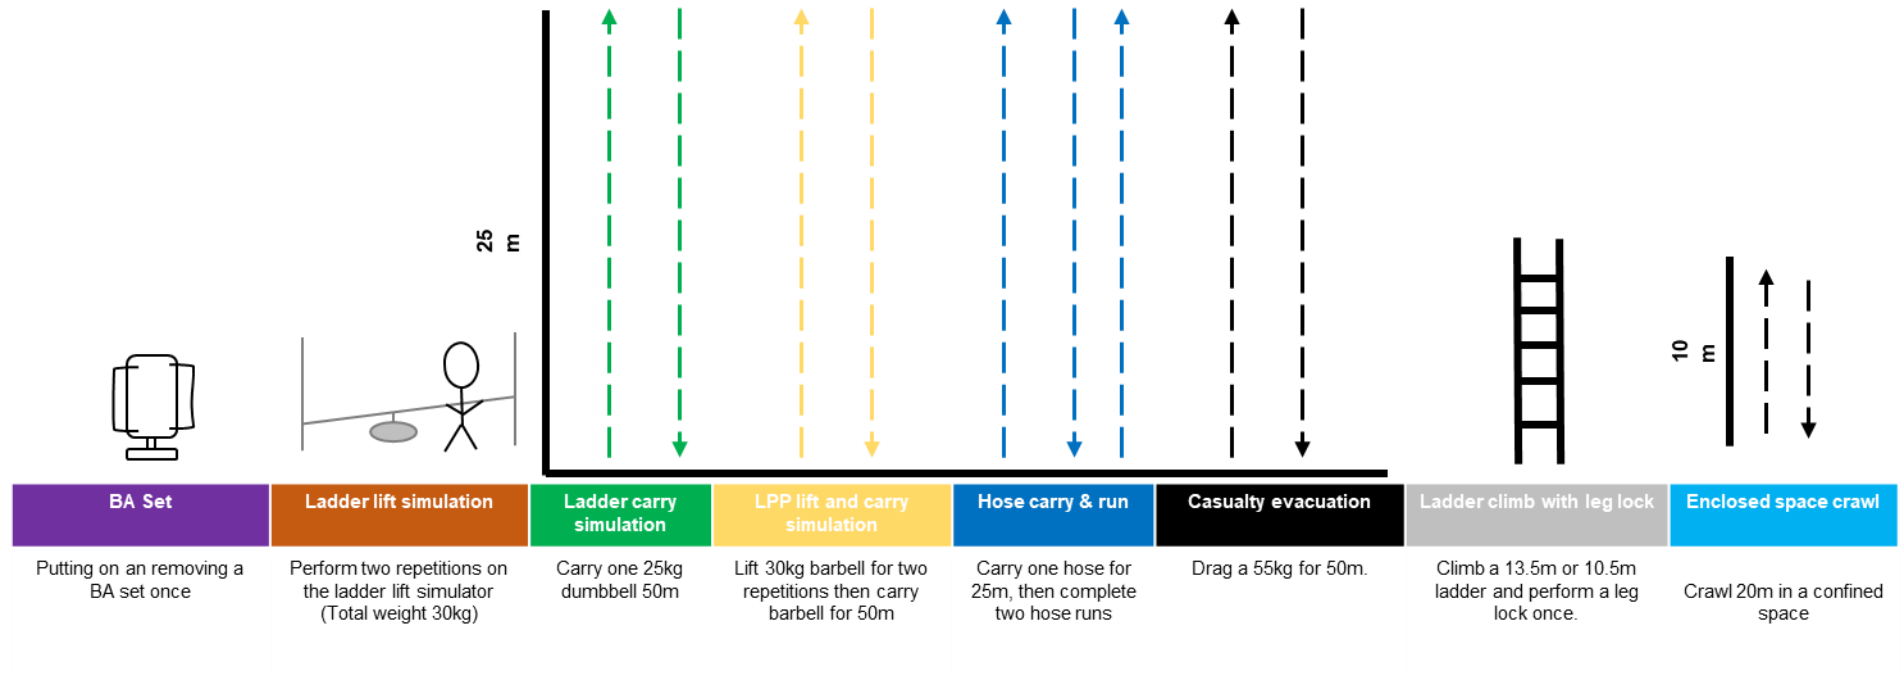 25
m
10
m
BA Set
Ladder lift simulation
Ladder carry
simulation
LPP lift and carry
simulation
Hose carry & run
Casualty evacuation
Ladder climb with leg lock
Enclosed space crawl
Putting on an removing a
BA set once
Perform two repetitions on
the ladder lift simulator
(Total weight 30kg)
Carry one 25kg
dumbbell 50m
Lift 30kg barbell for two
repetitions then carry
barbell for 50m
Carry one hose for
25m, then complete
two hose runs
Drag a 55kg for 50m.
Climb a 13.5m or 10.5m
ladder and perform a leg
lock once.
Crawl 20m in a confined
space